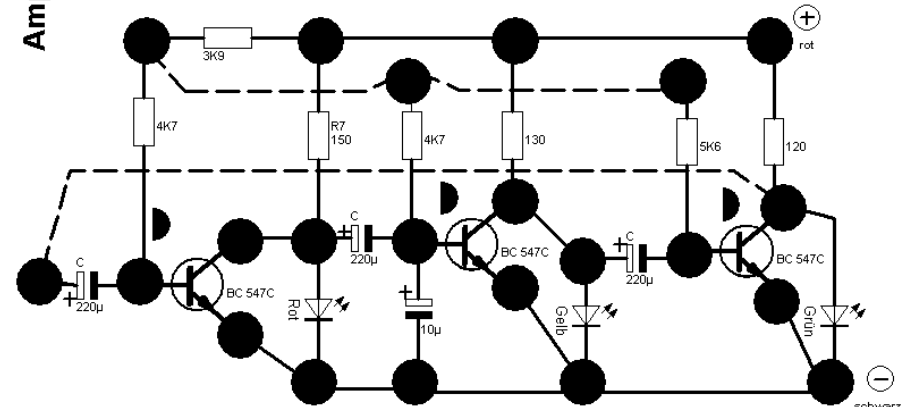 Am
+
rot
3K9
4K7
R7
150
4K7
130
5K6
120
C
220µ
BC 547C
Rot
C
220µ
10µ
BC 547C
Gelb
C
220µ
BC 547C
Grün
+
+
+
+
−